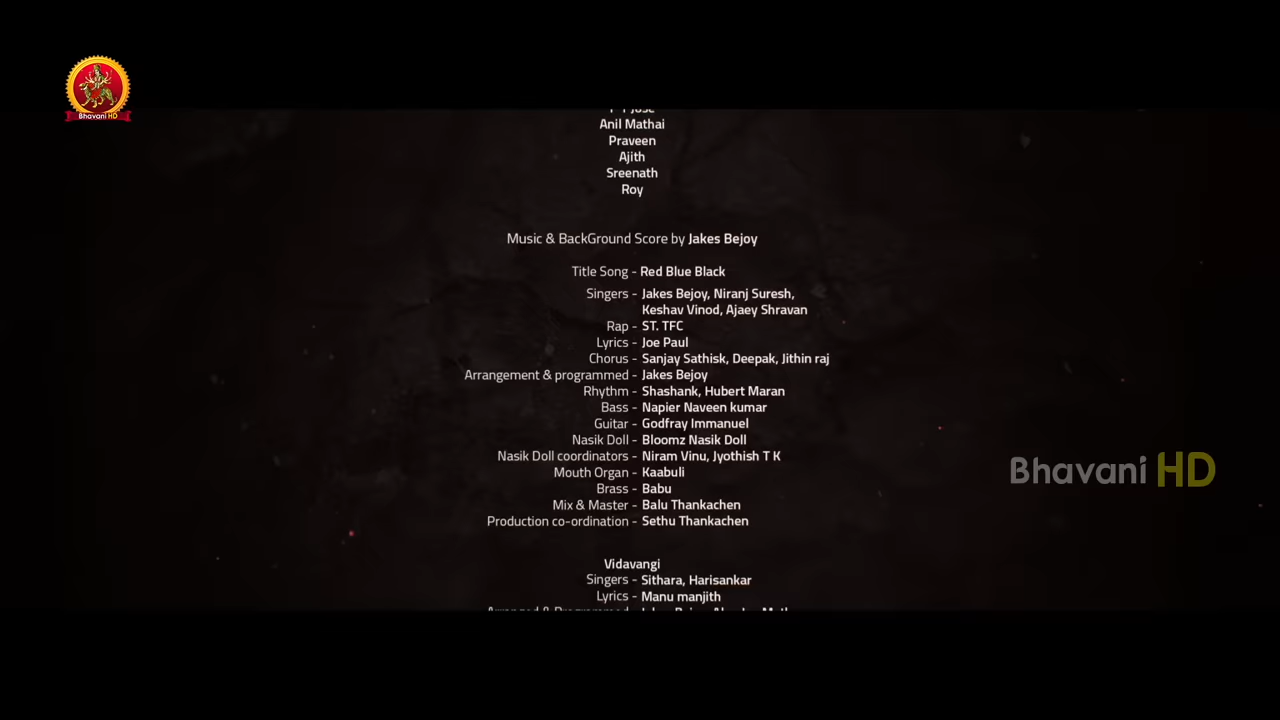 Bhavani HD
Anil Mathai
Praveen
Ajith
Sreenath
Roy
Music & BackGround Score by Jakes Bejoy
Title Song - Red Blue Black
Singers - Jakes Bejoy, Niranj Suresh,
Keshav Vinod, Ajaey Shravan
Rap - ST. TFC
Lyrics - Joe Paul
Chorus - Sanjay Sathisk, Deepak, Jithin raj
Arrangement & programmed - Jakes Bejoy
Rhythm - Shashank, Hubert Maran
Bass - Napier Naveen kumar
Guitar - Godfray Immanuel
Nasik Doll - Bloomz Nasik Doll
Nasik Doll coordinators - Niram Vinu, Jyothish T K
Mouth Organ - Kaabuli
Brass - Babu
Mix & Master - Balu Thankachen
Production co-ordination - Sethu Thankachen
Bhavani HD
Vidavangi
Singers - Sithara, Harisankar
Lyrics - Manu manjith